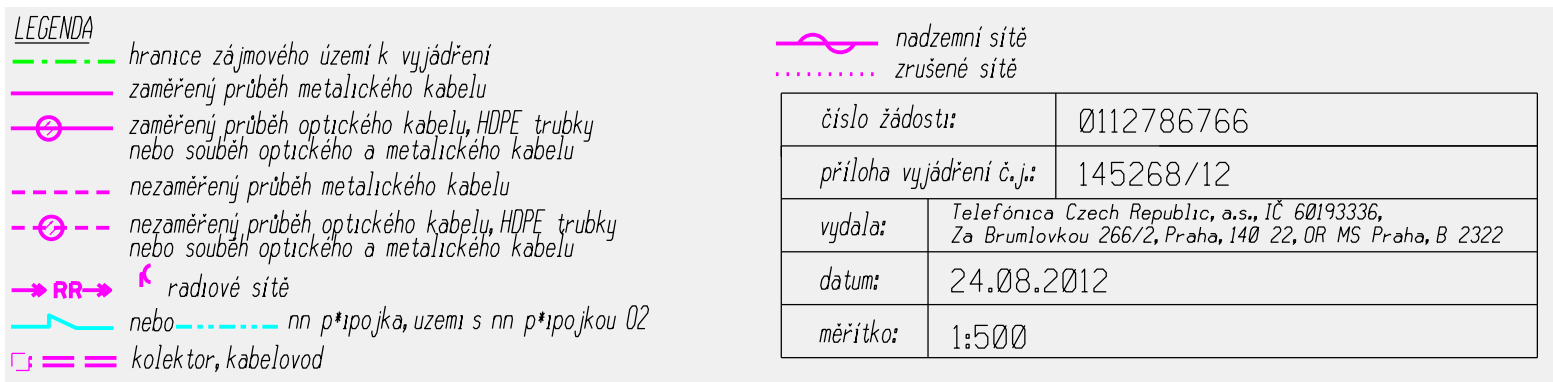 LEGENDA
hranice zájmového území k vyjádření
zaměřený průběh metalického kabelu
zaměřený průběh optického kabelu, HDPE trubky
nebo souběh optického a metalického kabelu
nezaměřený průběh metalického kabelu
nezaměřený průběh optického kabelu, HDPE trubky
nebo souběh optického a metalického kabelu
RR radiové sítě
nebo nn p*ipojka, uzemi s nn p*ipojkou O2
kolektor, kabelovod
nadzemní sítě
zrušené sítě
číslo žádosti: 0112786766
příloha vyjádření č.j.: 145268/12
vydala: Telefónica Czech Republic, a.s., IČ 60193336,
Za Brumlovkou 266/2, Praha, 140 22, OR MS Praha, B 2322
datum: 24.08.2012
měřítko: 1:500